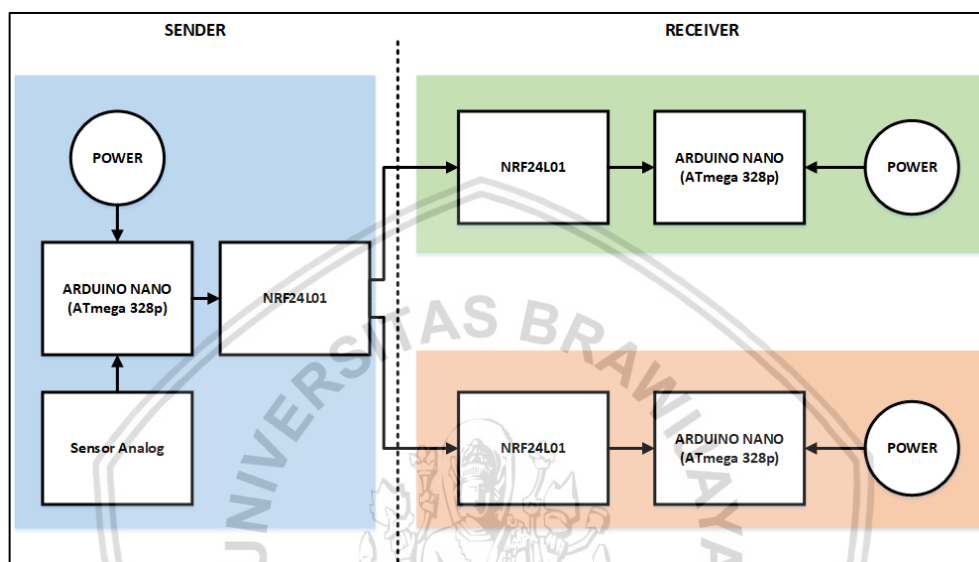 SENDER
RECEIVER
POWER
ARDUINO NANO
(ATmega 328p)
NRF24L01
Sensor Analog
NRF24L01
ARDUINO NANO
(ATmega 328p)
POWER
NRF24L01
ARDUINO NANO
(ATmega 328p)
POWER
UNIVERSITAS BRAWIJAYA